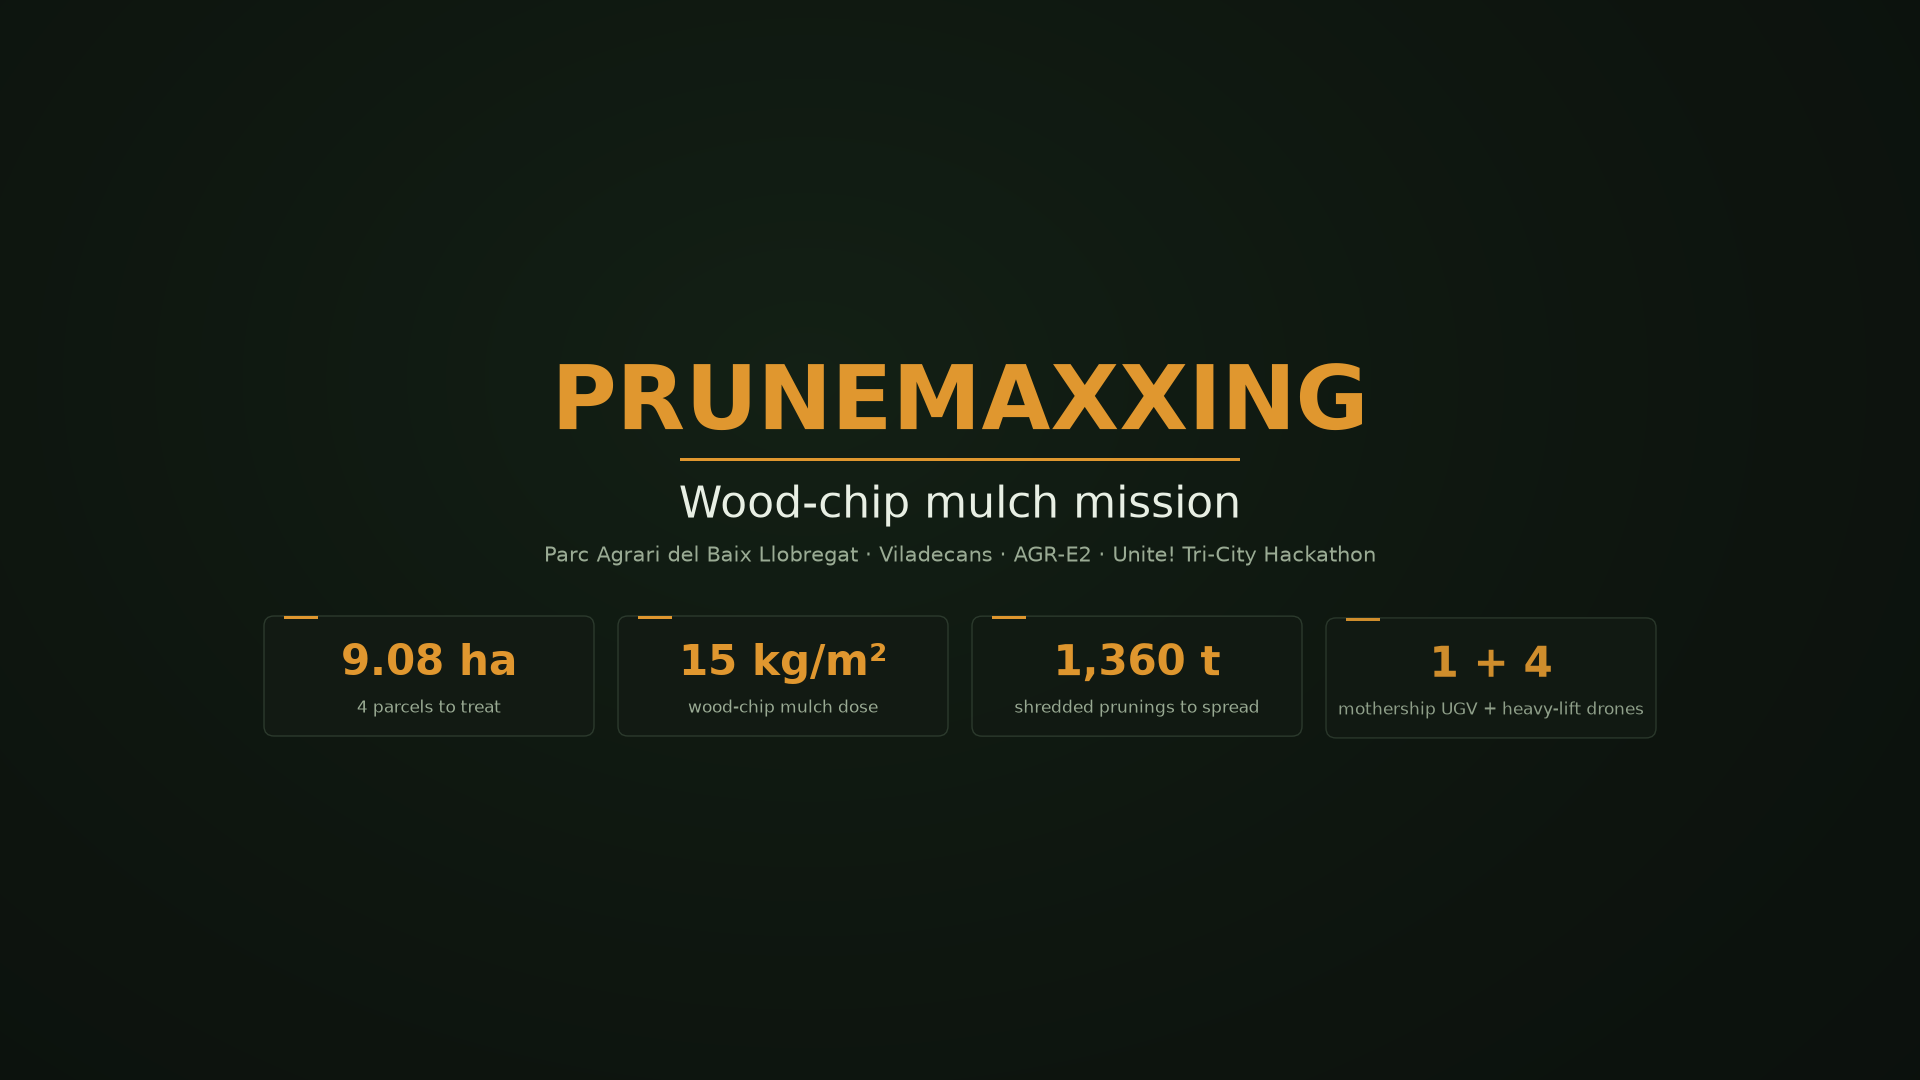 PRUNEMAXXING
Wood-chip mulch mission
Parc Agrari del Baix Llobregat · Viladecans · AGR-E2 · Unite! Tri-City Hackathon
9.08 ha
4 parcels to treat
15 kg/m²
wood-chip mulch dose
1,360 t
shredded prunings to spread
1 + 4
mothership UGV + heavy-lift drones